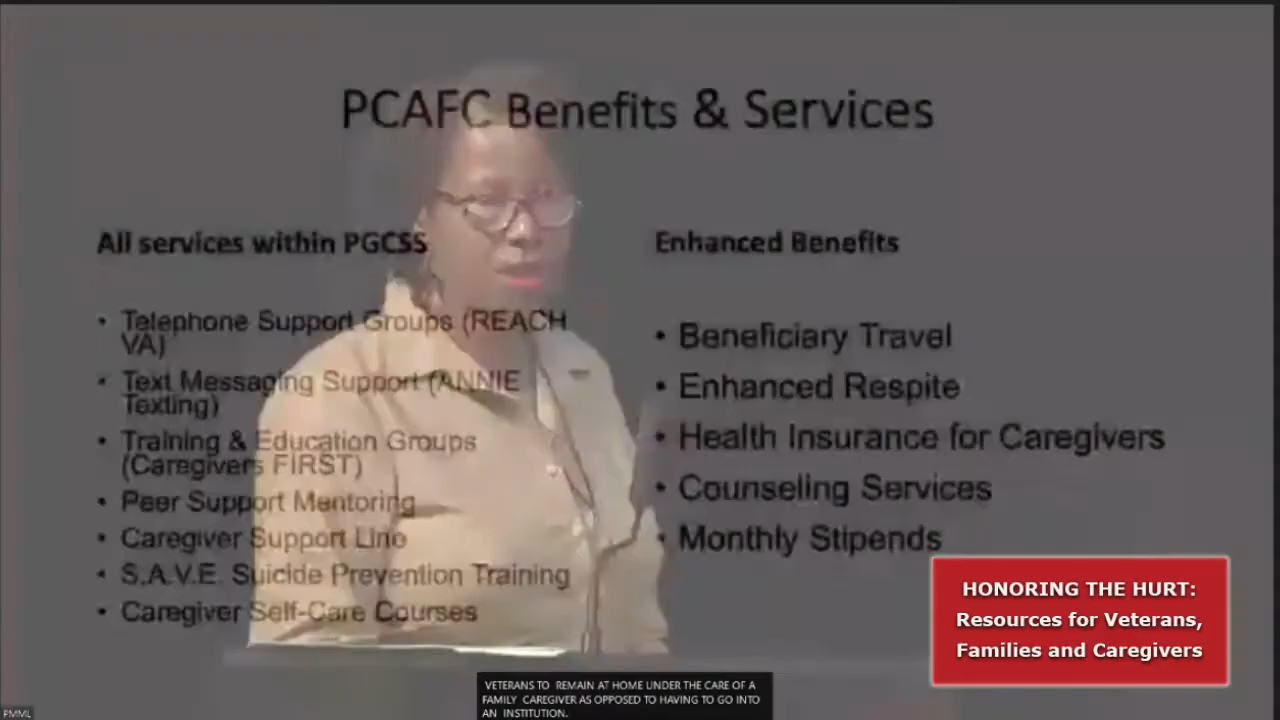 PCAFC Benefits & Services
All services within PGCSS
• Telephone Support Groups (REACH
VA)
• Text Messaging Support (ANNIE
Texting)
• Training & Education Groups
(Caregivers FIRST)
• Peer Support Mentoring
• Caregiver Support Line
• S.A.V.E. Suicide Prevention Training
• Caregiver Self-Care Courses
Enhanced Benefits
• Beneficiary Travel
• Enhanced Respite
• Health Insurance for Caregivers
• Counseling Services
• Monthly Stipends
HONORING THE HURT:
Resources for Veterans,
Families and Caregivers
VETERANS TO REMAIN AT HOME UNDER THE CARE OF A
FAMILY CAREGIVER AS OPPOSED TO HAVING TO GO INTO
AN INSTITUTION.
PMML